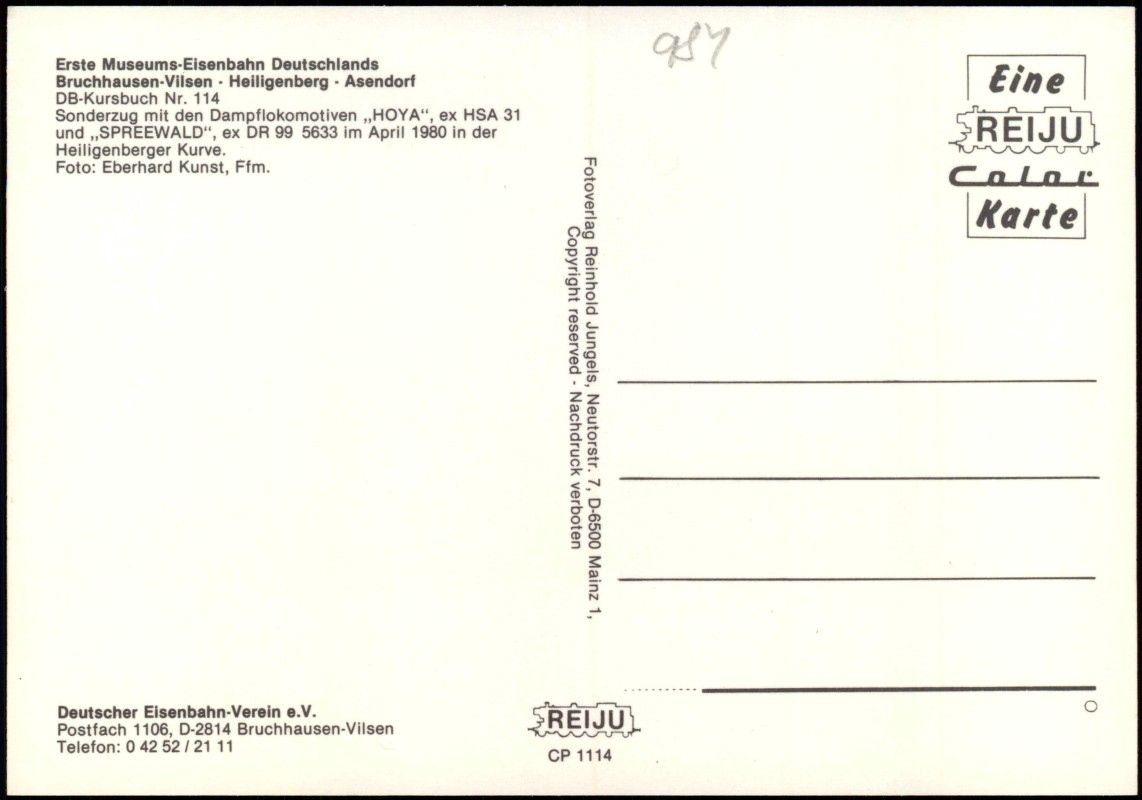 Erste Museums-Eisenbahn Deutschlands
Bruchhausen-Vilsen · Heiligenberg · Asendorf
DB-Kursbuch Nr. 114
Sonderzug mit den Dampflokomotiven „HOYA“, ex HSA 31
und „SPREEWALD“, ex DR 99 5633 im April 1980 in der
Heiligenberger Kurve.
Foto: Eberhard Kunst, Ffm.
Fotoverlag Reinhold Jungels, Neutorstr. 7, D-6500 Mainz 1,
Copyright reserved - Nachdruck verboten
Eine
REIJU
Color
Karte
Deutscher Eisenbahn-Verein e.V.
Postfach 1106, D-2814 Bruchhausen-Vilsen
Telefon: 0 42 52 / 21 11
REIJU
CP 1114